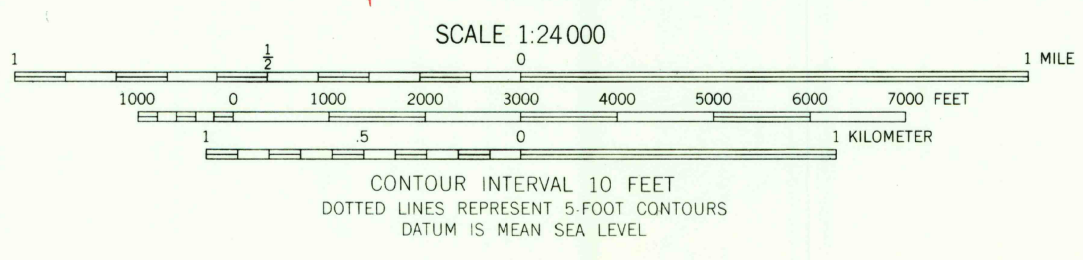 SCALE 1:24 000
1 1/2 0 1 MILE
1000 0 1000 2000 3000 4000 5000 6000 7000 FEET
1 .5 0 1 KILOMETER
CONTOUR INTERVAL 10 FEET
DOTTED LINES REPRESENT 5-FOOT CONTOURS
DATUM IS MEAN SEA LEVEL